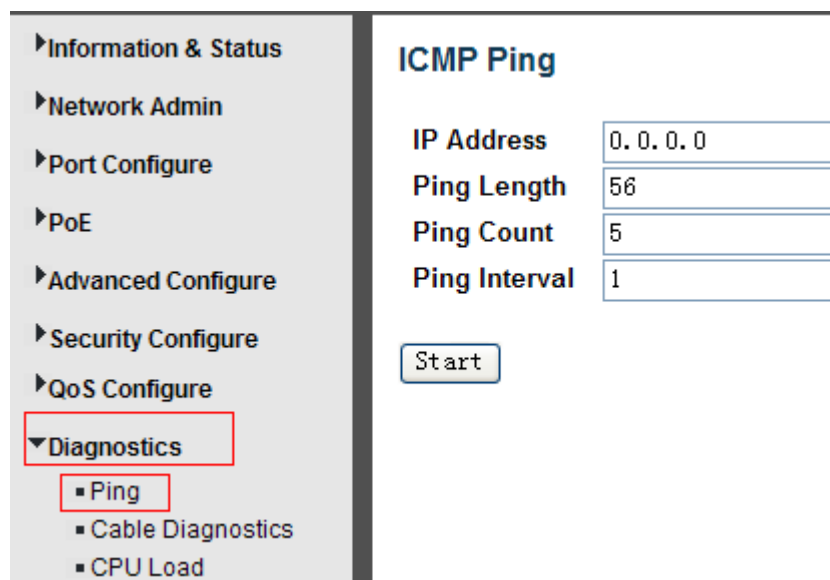 Information & Status
Network Admin
Port Configure
PoE
Advanced Configure
Security Configure
QoS Configure
Diagnostics
Ping
Cable Diagnostics
CPU Load
ICMP Ping
IP Address 0.0.0.0
Ping Length 56
Ping Count 5
Ping Interval 1
Start